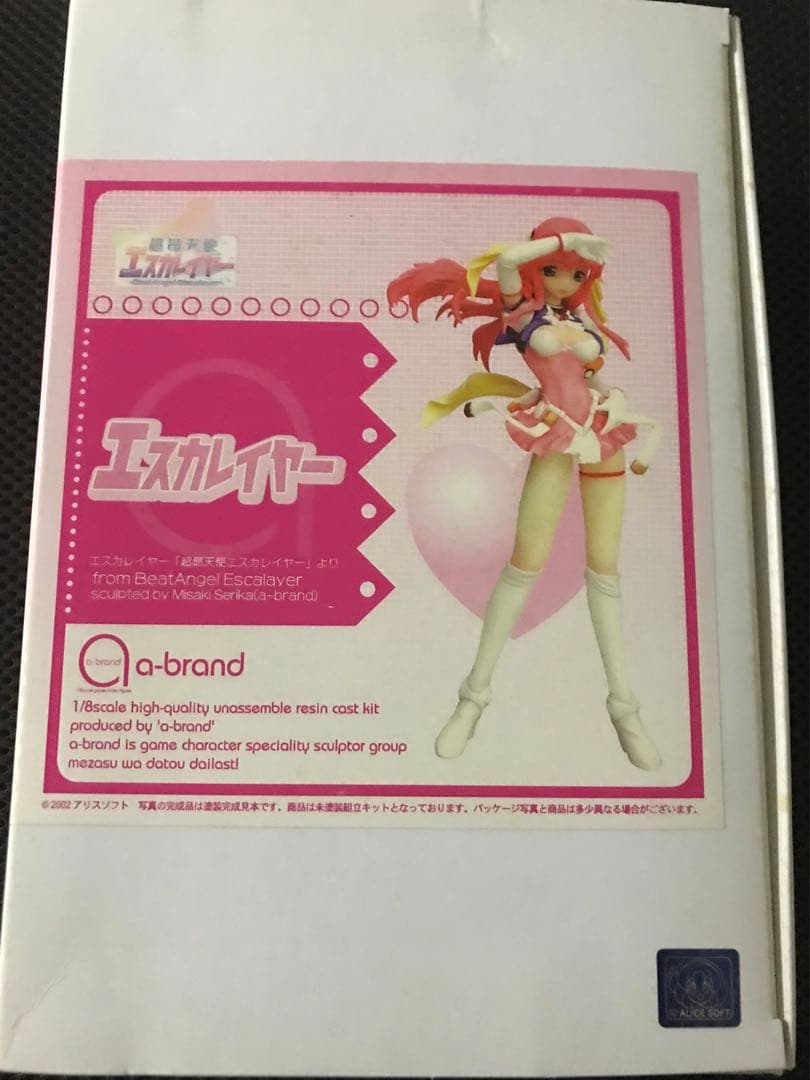 超昂天使
エスカレイヤー
エスカレイヤー
エスカレイヤー「超昂天使エスカレイヤー」より
from BeatAngel Escalayer
sculpted by Misaki Serika(a-brand)
a-brand
a-brand
1/8scale high-quality unassemble resin cast kit
produced by 'a-brand'
a-brand is game character speciality sculptor group
mezasu wa datou dailast!
©2002 アリスソフト 写真の完成品は塗装完成見本です。商品は未塗装組立キットとなっております。パッケージ写真と商品は多少異なる場合がございます。
ALICE SOFT